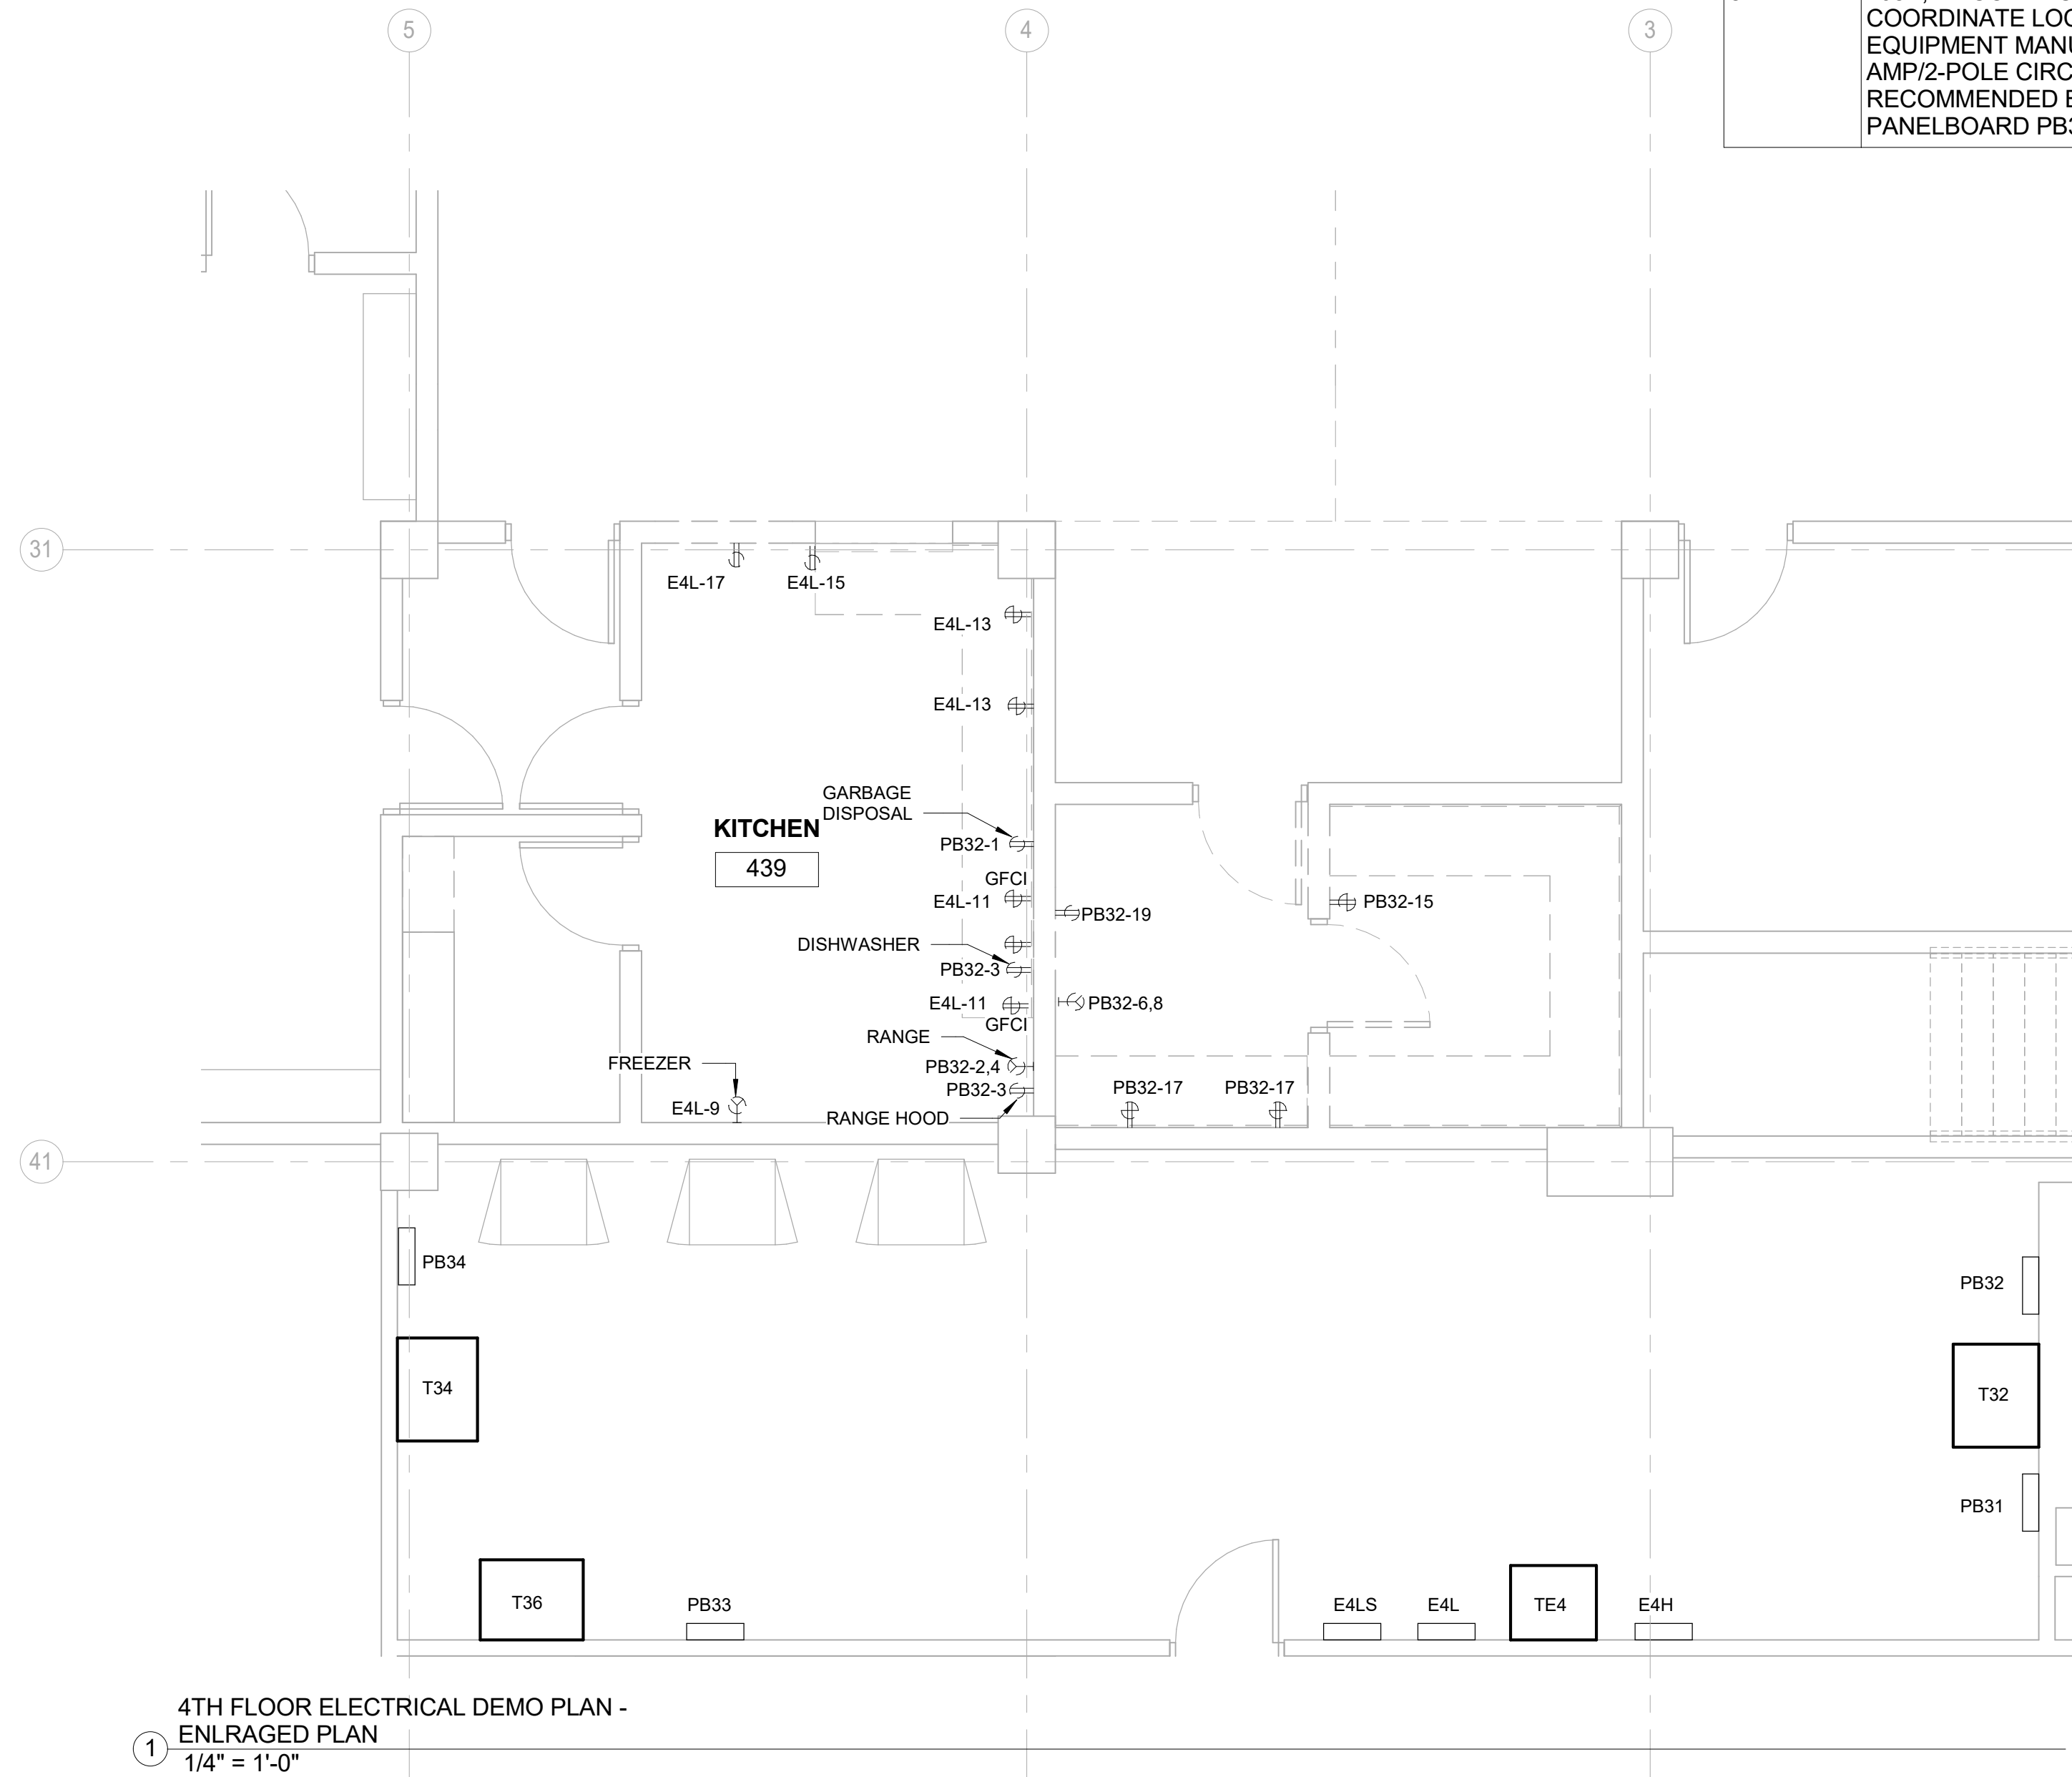 5
4
3
COORDINATE LOC
EQUIPMENT MANU
AMP/2-POLE CIRC
RECOMMENDED
PANELBOARD PB3
31
E4L-17
E4L-15
E4L-13
E4L-13
GARBAGE
DISPOSAL
KITCHEN
439
PB32-1
GFCI
E4L-11
PB32-19
PB32-15
DISHWASHER
PB32-3
E4L-11
PB32-6,8
GFCI
RANGE
FREEZER
PB32-2,4
PB32-3
PB32-17
PB32-17
E4L-9
RANGE HOOD
41
PB34
PB32
T34
T32
PB31
T36
PB33
E4LS
E4L
TE4
E4H
4TH FLOOR ELECTRICAL DEMO PLAN -
ENLRAGED PLAN
1
1/4" = 1'-0"